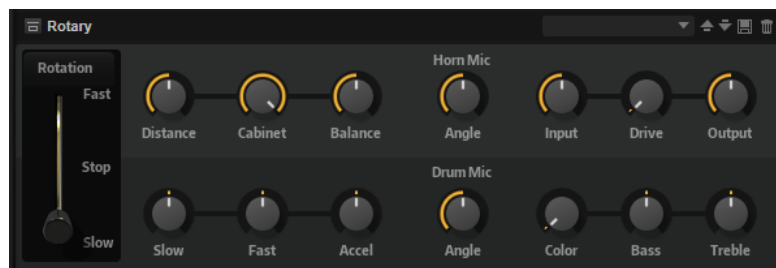 Rotary
Rotation
Fast
Stop
Slow
Horn Mic
Distance Cabinet Balance Angle Input Drive Output
Drum Mic
Slow Fast Accel Angle Color Bass Treble